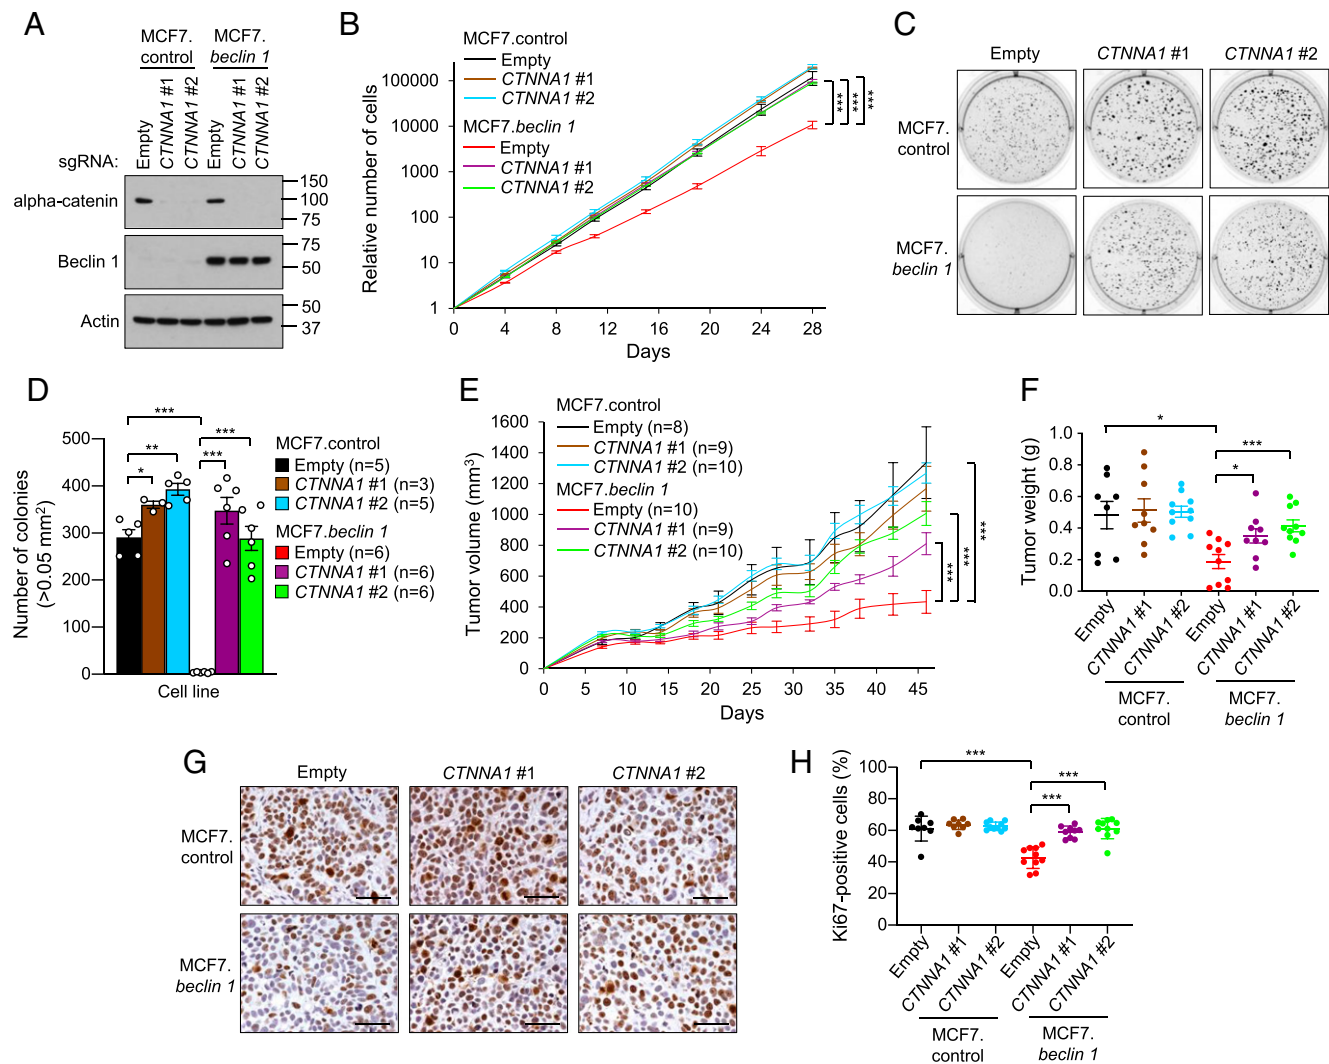 A
MCF7.
control
MCF7.
beclin 1
sgRNA:
Empty
CTNNA1 #1
CTNNA1 #2
Empty
CTNNA1 #1
CTNNA1 #2
alpha-catenin
150
100
75
Beclin 1
75
50
Actin
50
37
B
MCF7.control
Empty
CTNNA1 #1
CTNNA1 #2
MCF7.beclin 1
Empty
CTNNA1 #1
CTNNA1 #2
Relative number of cells
100000
10000
1000
100
10
1
0 4 8 12 16 20 24 28
Days
***
***
***
C
Empty
CTNNA1 #1
CTNNA1 #2
MCF7.
control
MCF7.
beclin 1
D
Number of colonies
(>0.05 mm²)
500
400
300
200
100
0
Cell line
***
**
*
***
***
MCF7.control
Empty (n=5)
CTNNA1 #1 (n=3)
CTNNA1 #2 (n=5)
MCF7.beclin 1
Empty (n=6)
CTNNA1 #1 (n=6)
CTNNA1 #2 (n=6)
E
MCF7.control
Empty (n=8)
CTNNA1 #1 (n=9)
CTNNA1 #2 (n=10)
MCF7.beclin 1
Empty (n=10)
CTNNA1 #1 (n=9)
CTNNA1 #2 (n=10)
Tumor volume (mm³)
1600
1400
1200
1000
800
600
400
200
0
0 5 10 15 20 25 30 35 40 45
Days
***
***
***
F
Tumor weight (g)
1.0
0.8
0.6
0.4
0.2
0.0
*
***
*
Empty
CTNNA1 #1
CTNNA1 #2
Empty
CTNNA1 #1
CTNNA1 #2
MCF7.
control
MCF7.
beclin 1
G
Empty
CTNNA1 #1
CTNNA1 #2
MCF7.
control
MCF7.
beclin 1
H
Ki67-positive cells (%)
100
80
60
40
20
0
***
***
***
Empty
CTNNA1 #1
CTNNA1 #2
Empty
CTNNA1 #1
CTNNA1 #2
MCF7.
control
MCF7.
beclin 1